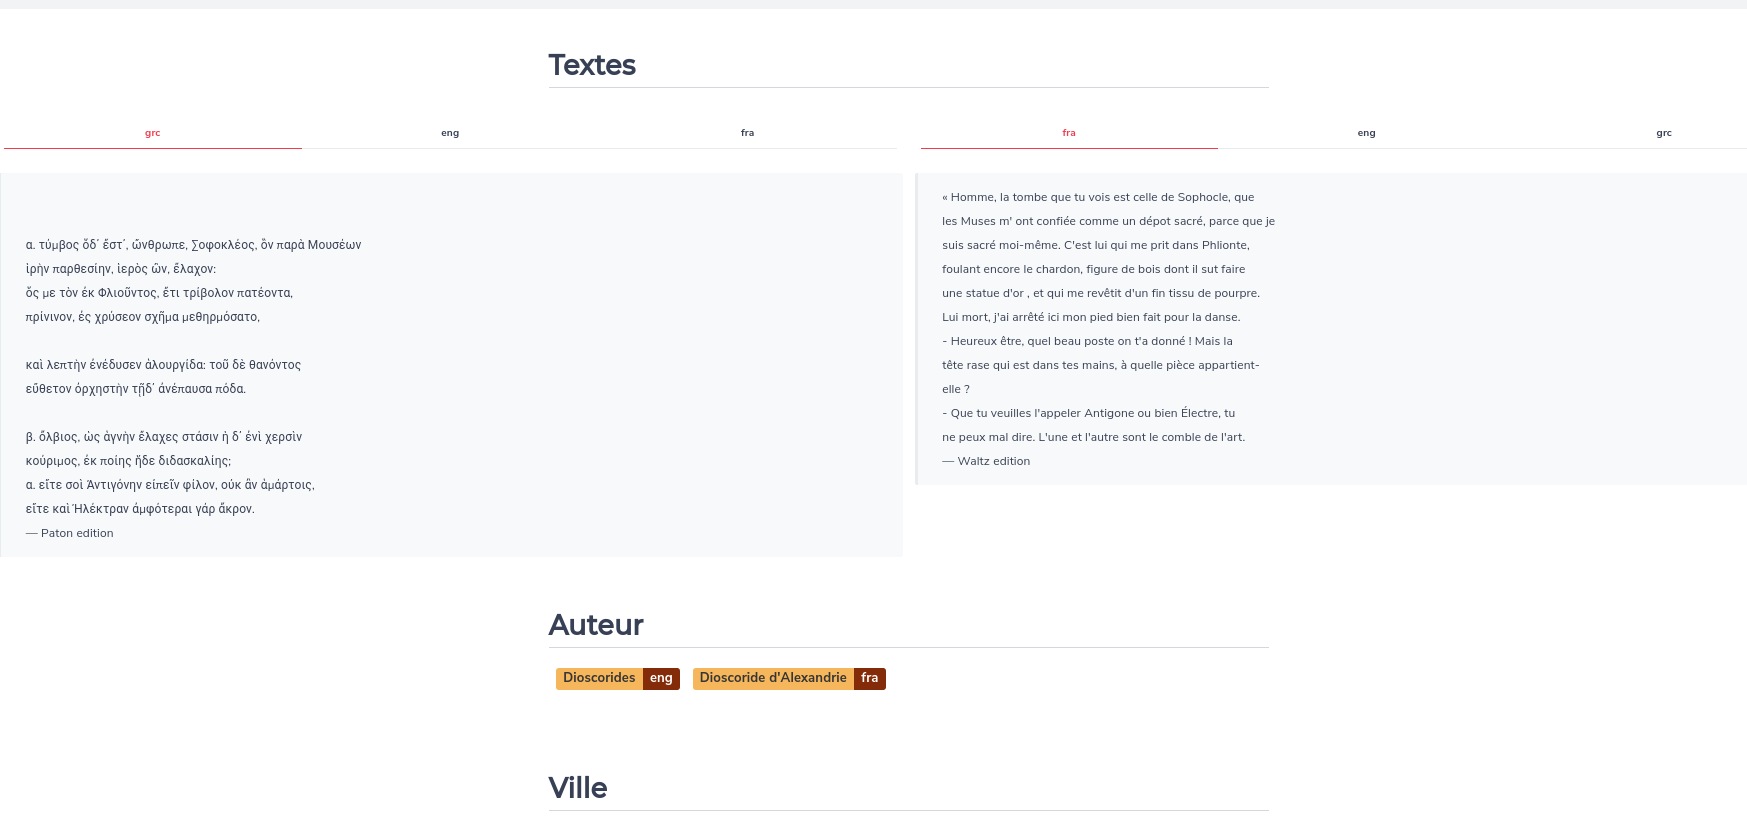 Textes
grc
eng
fra
α. τύμβος ὅδ᾽ ἔστ᾽, ὤνθρωπε, Σοφοκλέος, ὃν παρὰ Μουσέων
ἱρὴν παρθεσίην, ἱερὸς ὤν, ἔλαχον:
ὅς με τὸν ἐκ Φλιοῦντος, ἔτι τρίβολον πατέοντα,
πρίνινον, ἐς χρύσεον σχῆμα μεθηρμόσατο,
καὶ λεπτὴν ἐνέδυσεν ἁλουργίδα: τοῦ δὲ θανόντος
εὔθετον ὀρχηστὴν τῇδ᾽ ἀνέπαυσα πόδα.
β. ὄλβιος, ὡς ἁγνὴν ἔλαχες στάσιν ἡ δ᾽ ἐνὶ χερσὶν
κούριμος, ἐκ ποίης ἥδε διδασκαλίης;
α. εἴτε σοὶ Ἀντιγόνην εἰπεῖν φίλον, οὐκ ἂν ἁμάρτοις,
εἴτε καὶ Ἠλέκτραν ἀμφότεραι γάρ ἄκρον.
— Paton edition
fra
eng
grc
« Homme, la tombe que tu vois est celle de Sophocle, que
les Muses m' ont confiée comme un dépot sacré, parce que je
suis sacré moi-même. C'est lui qui me prit dans Phlionte,
foulant encore le chardon, figure de bois dont il sut faire
une statue d'or , et qui me revêtit d'un fin tissu de pourpre.
Lui mort, j'ai arrêté ici mon pied bien fait pour la danse.
- Heureux être, quel beau poste on t'a donné ! Mais la
tête rase qui est dans tes mains, à quelle pièce appartient-
elle ?
- Que tu veuilles l'appeler Antigone ou bien Électre, tu
ne peux mal dire. L'une et l'autre sont le comble de l'art.
— Waltz edition
Auteur
Dioscorides eng Dioscoride d'Alexandrie fra
Ville